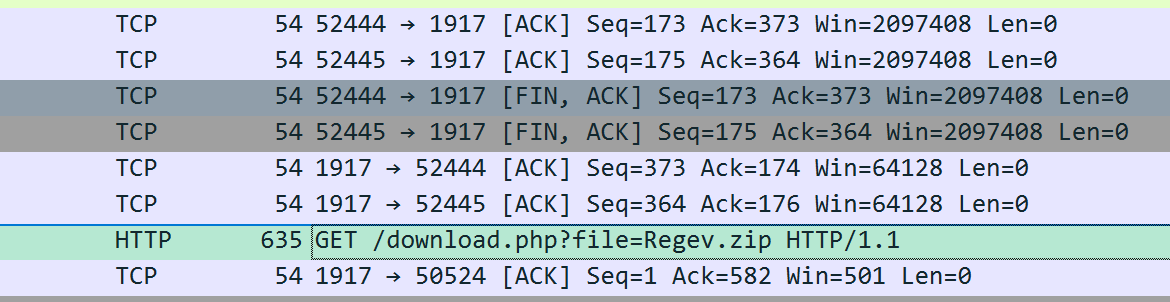 TCP 54 52444 → 1917 [ACK] Seq=173 Ack=373 Win=2097408 Len=0
TCP 54 52445 → 1917 [ACK] Seq=175 Ack=364 Win=2097408 Len=0
TCP 54 52444 → 1917 [FIN, ACK] Seq=173 Ack=373 Win=2097408 Len=0
TCP 54 52445 → 1917 [FIN, ACK] Seq=175 Ack=364 Win=2097408 Len=0
TCP 54 1917 → 52444 [ACK] Seq=373 Ack=174 Win=64128 Len=0
TCP 54 1917 → 52445 [ACK] Seq=364 Ack=176 Win=64128 Len=0
HTTP 635 GET /download.php?file=Regev.zip HTTP/1.1
TCP 54 1917 → 50524 [ACK] Seq=1 Ack=582 Win=501 Len=0